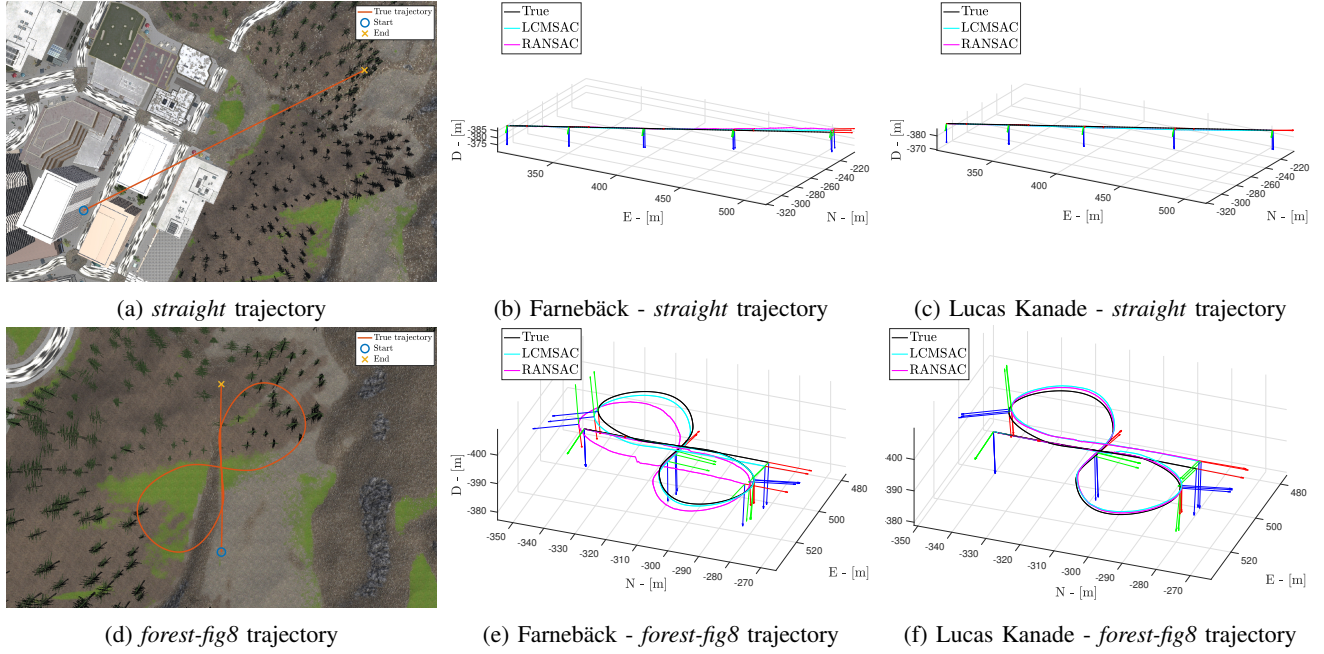 True trajectory
Start
End
True
LCMSAC
RANSAC
D - [m]
-385
-380
-375
350
400
450
500
E - [m]
-320
-300
-280
-260
-240
-220
N - [m]
True
LCMSAC
RANSAC
D - [m]
-380
-370
350
400
450
500
E - [m]
-320
-300
-280
-260
-240
-220
N - [m]
(a) straight trajectory
(b) Farnebäck - straight trajectory
(c) Lucas Kanade - straight trajectory
True trajectory
Start
End
True
LCMSAC
RANSAC
D - [m]
-400
-390
-380
-350
-340
-330
-320
-310
-300
-290
-280
-270
N - [m]
480
500
520
E - [m]
True
LCMSAC
RANSAC
D - [m]
-400
-390
-380
-350
-340
-330
-320
-310
-300
-290
-280
-270
N - [m]
480
500
520
E - [m]
(d) forest-fig8 trajectory
(e) Farnebäck - forest-fig8 trajectory
(f) Lucas Kanade - forest-fig8 trajectory